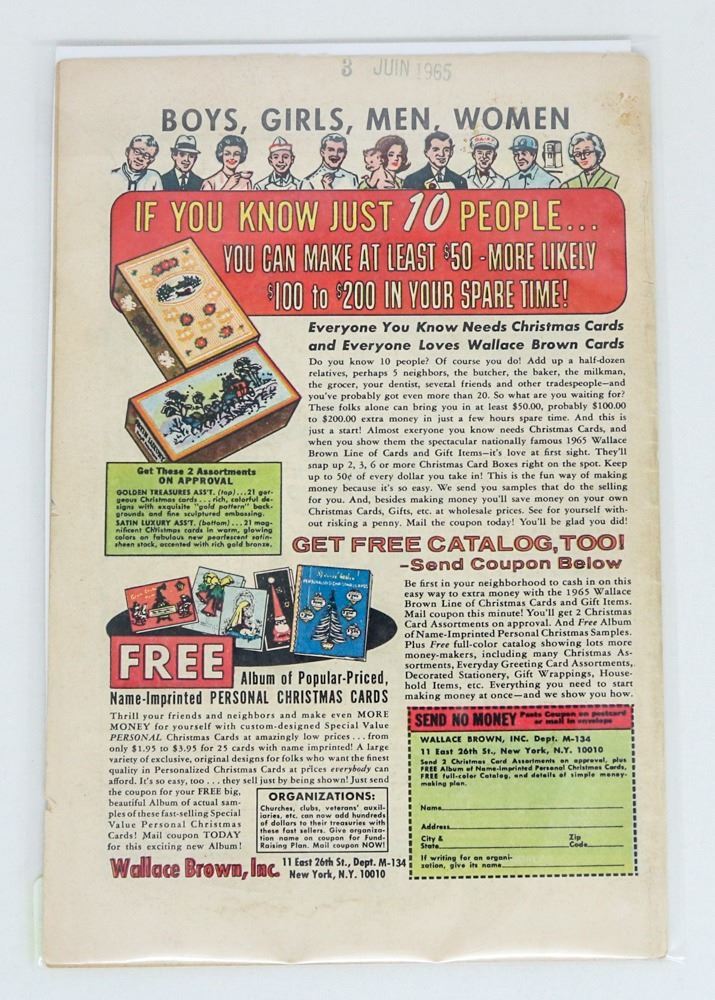 3 JUIN 1965
BOYS, GIRLS, MEN, WOMEN
IF YOU KNOW JUST 10 PEOPLE...
YOU CAN MAKE AT LEAST $50 - MORE LIKELY
$100 to $200 IN YOUR SPARE TIME!
Everyone You Know Needs Christmas Cards
and Everyone Loves Wallace Brown Cards
Do you know 10 people? Of course you do! Add up a half-dozen
relatives, perhaps 5 neighbors, the butcher, the baker, the milkman,
the grocer, your dentist, several friends and other tradespeople—and
you've probably got even more than 20. So what are you waiting for?
These folks alone can bring you in at least $50.00, probably $100.00
to $200.00 extra money in just a few hours spare time. And this is
just a start! Almost everyone you know needs Christmas Cards, and
when you show them the spectacular nationally famous 1965 Wallace
Brown Line of Cards and Gift Items—it's love at first sight. They'll
snap up 2, 3, 6 or more Christmas Card Boxes right on the spot. Keep
up to 50¢ of every dollar you take in! This is the fun way of making
money because it's so easy. We send you samples that do the selling
for you. And, besides making money you'll save money on your own
Christmas Cards, Gifts, etc. at wholesale prices. See for yourself with-
out risking a penny. Mail the coupon today! You'll be glad you did!
Get These 2 Assortments
ON APPROVAL
GOLDEN TREASURES ASS'T. (top)...21 gor-
geous Christmas cards...rich, colorful de-
signs with exquisite "gold pattern" back-
grounds and fine sculptured embossing.
SATIN LUXURY ASS'T. (bottom)...21 mag-
nificent Christmas cards in warm, glowing
colors on fabulous new pearlescent satin-
sheen stock, accented with rich gold bronze.
GET FREE CATALOG, TOO!
-Send Coupon Below
Be first in your neighborhood to cash in on this
easy way to extra money with the 1965 Wallace
Brown Line of Christmas Cards and Gift Items.
Mail coupon this minute! You'll get 2 Christmas
Card Assortments on approval. And Free Album
of Name-Imprinted Personal Christmas Samples.
Plus Free full-color catalog showing lots more
money-makers, including many Christmas As-
sortments, Everyday Greeting Card Assortments,
Decorated Stationery, Gift Wrappings, House-
hold Items, etc. Everything you need to start
making money at once—and we show you how.
FREE
Album of Popular-Priced,
Name-Imprinted PERSONAL CHRISTMAS CARDS
Thrill your friends and neighbors and make even MORE
MONEY for yourself with custom-designed Special Value
PERSONAL Christmas Cards at amazingly low prices...from
only $1.95 to $3.95 for 25 cards with name imprinted! A large
variety of exclusive, original designs for folks who want the finest
quality in Personalized Christmas Cards at prices everybody can
afford. It's so easy, too...they sell just by being shown! Just send
the coupon for your FREE big,
beautiful Album of actual sam-
ples of these fast-selling Special
Value Personal Christmas
Cards! Mail coupon TODAY
for this exciting new Album!
ORGANIZATIONS:
Churches, clubs, veterans' auxil-
iaries, etc. can now add hundreds
of dollars to their treasuries with
these fast sellers. Give organiza-
tion name on coupon for Fund-
Raising Plan. Mail coupon NOW!
Wallace Brown, Inc.
11 East 26th St., Dept. M-134
New York, N.Y. 10010
SEND NO MONEY Paste Coupon on postcard
or mail in envelope
WALLACE BROWN, INC. Dept. M-134
11 East 26th St., New York, N.Y. 10010
Send 2 Christmas Card Assortments on approval, plus
FREE Album of Name-Imprinted Personal Christmas Cards,
FREE full-color Catalog, and details of simple money-
making plan.
Name
Address
City &
State
Zip
Code
If writing for an organi-
zation, give its name